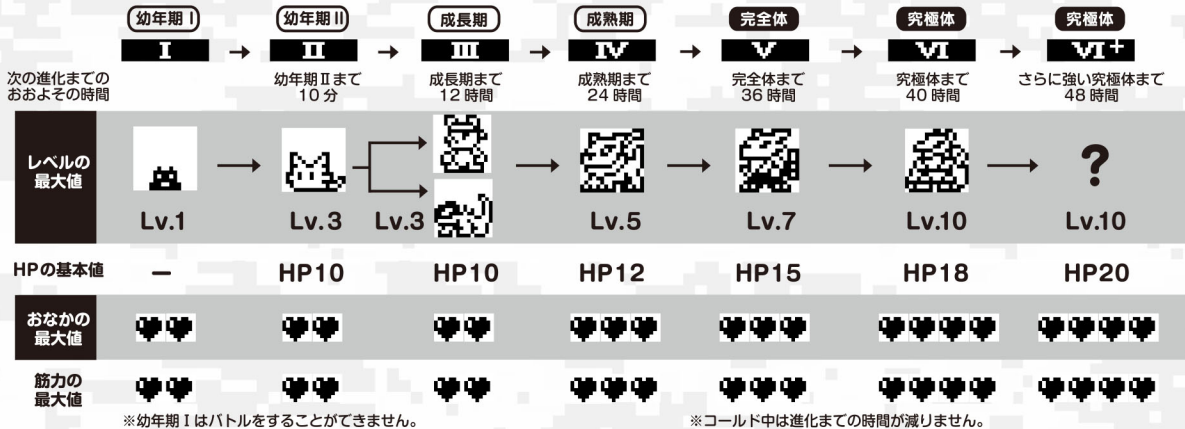 幼年期Ⅰ 幼年期Ⅱ 成長期 成熟期 完全体 究極体 究極体
Ⅰ → Ⅱ → Ⅲ → Ⅳ → Ⅴ → Ⅵ → Ⅵ+
次の進化までの
おおよその時間
幼年期Ⅱまで
10分
成長期まで
12時間
成熟期まで
24時間
完全体まで
36時間
究極体まで
40時間
さらに強い究極体まで
48時間
レベルの
最大値
?
Lv.1 Lv.3 Lv.3 Lv.5 Lv.7 Lv.10 Lv.10
HPの基本値 − HP10 HP10 HP12 HP15 HP18 HP20
おなかの
最大値
筋力の
最大値
※幼年期Ⅰはバトルをすることができません。
※コールド中は進化までの時間が減りません。